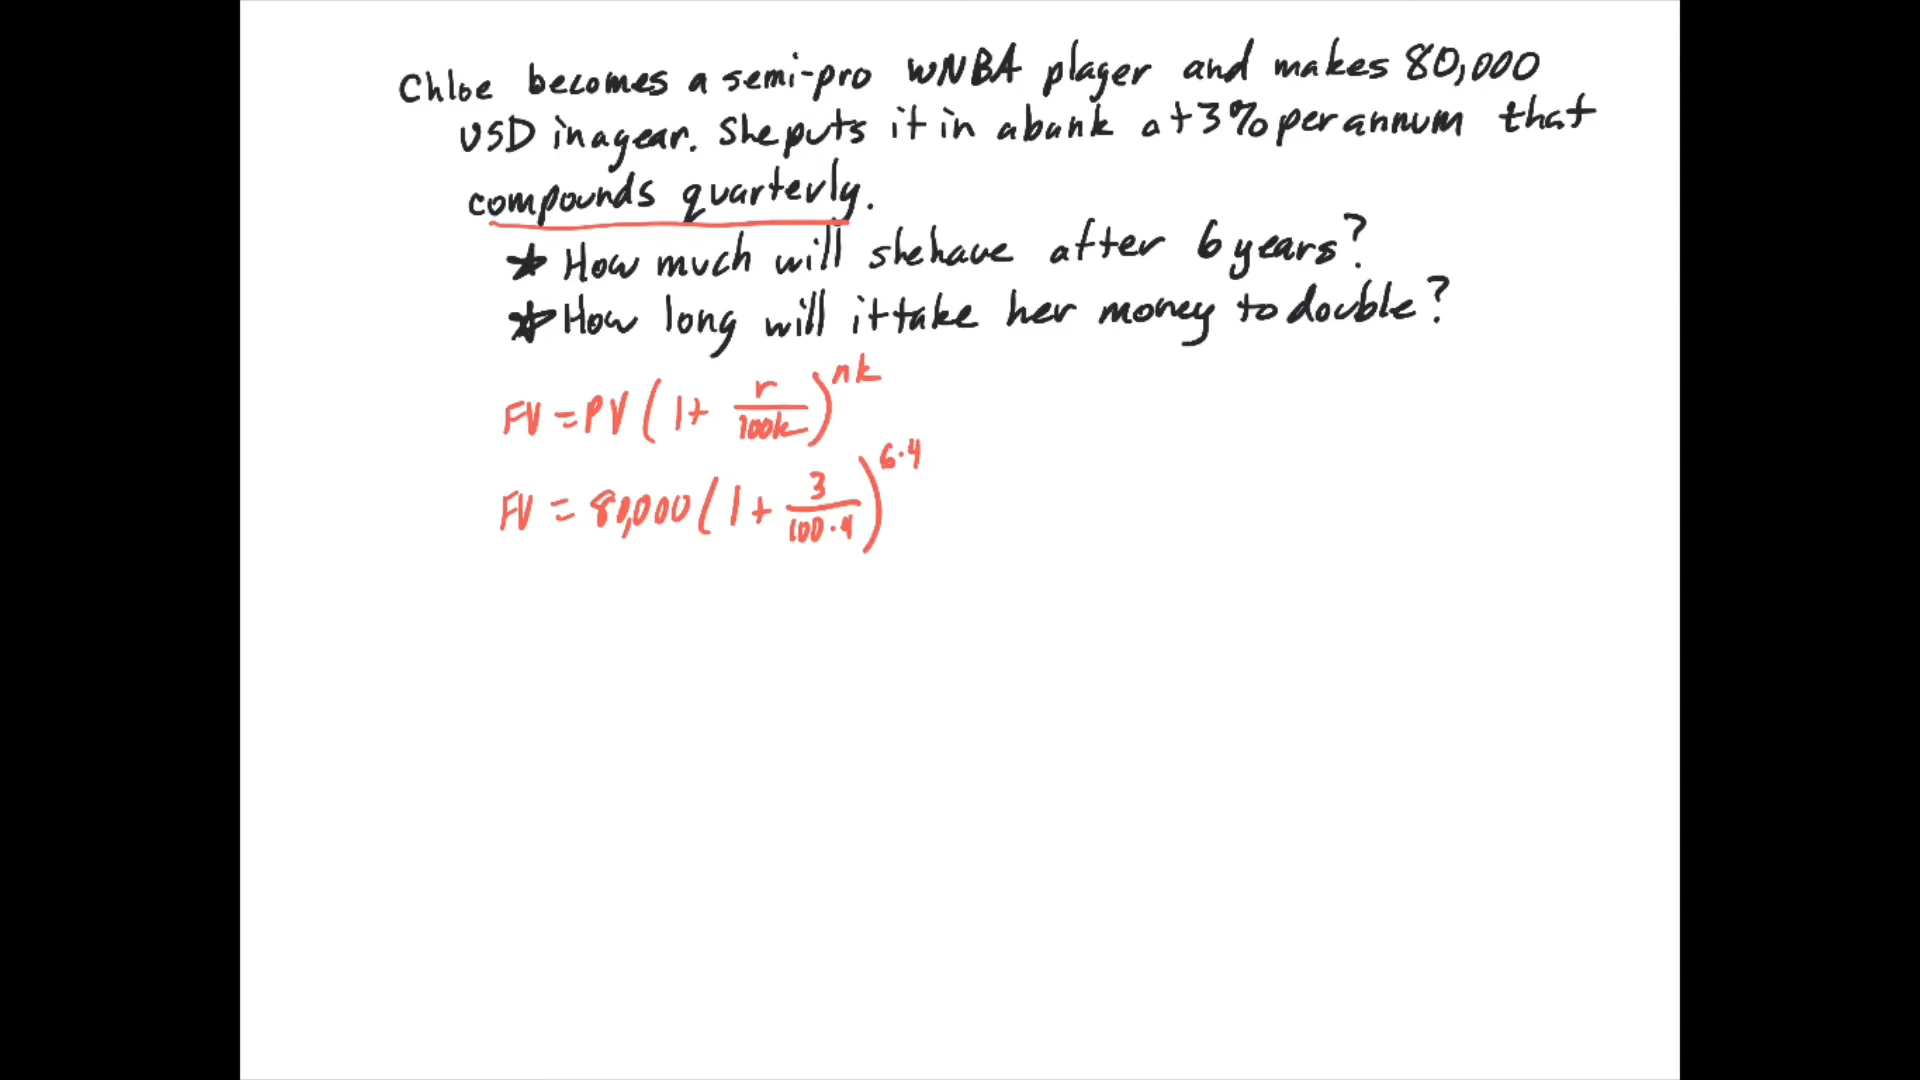 Chloe becomes a semi-pro WNBA player and makes 80,000
USD in a year. She puts it in a bank at 3% per annum that
compounds quarterly.
* How much will she have after 6 years?
* How long will it take her money to double?
FV = PV (1 + r/100k)^nk
FV = 80,000 (1 + 3/100·4)^6·4